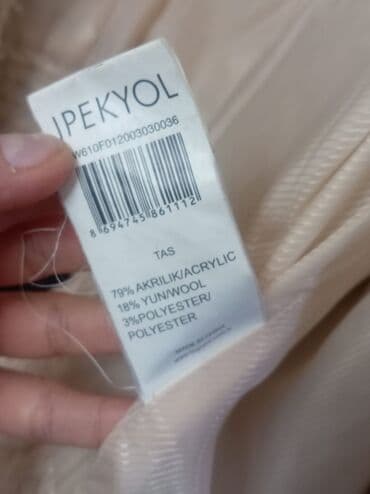 IPEKYOL
W610F012003030036
8 694745 861112
TAS
79% AKRILIK/ACRYLIC
18% YUN/WOOL
3%POLYESTER/
POLYESTER